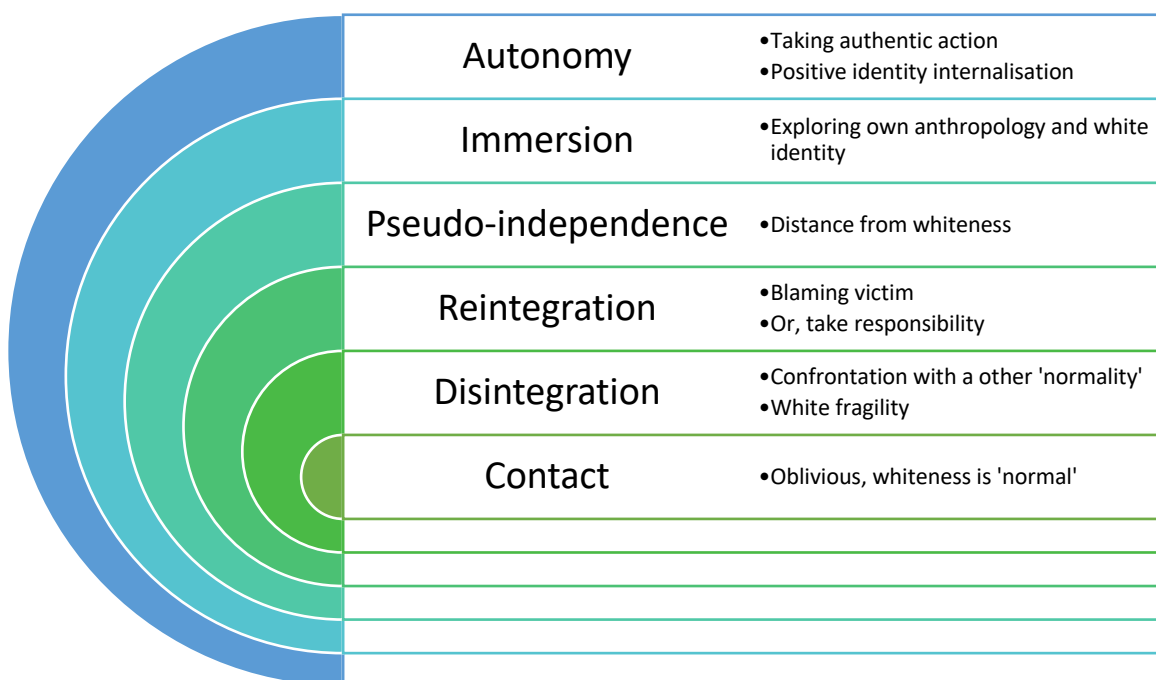 Autonomy
•Taking authentic action
•Positive identity internalisation
Immersion
•Exploring own anthropology and white
identity
Pseudo-independence
•Distance from whiteness
Reintegration
•Blaming victim
•Or, take responsibility
Disintegration
•Confrontation with a other 'normality'
•White fragility
Contact
•Oblivious, whiteness is 'normal'